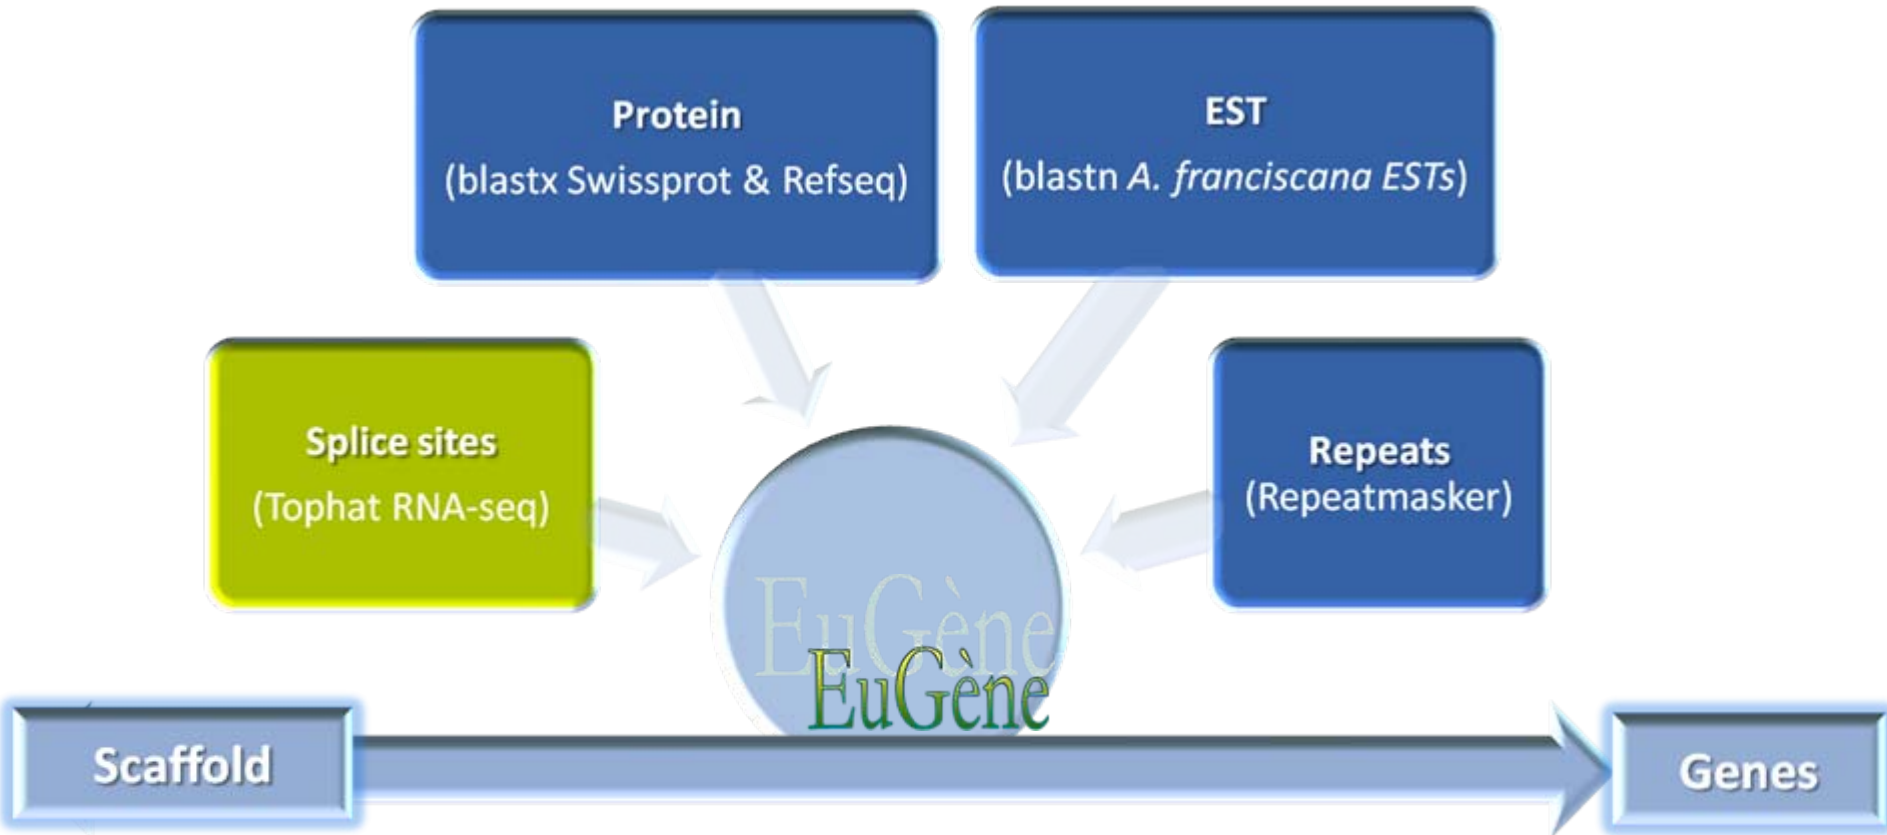 Protein
(blastx Swissprot & Refseq)
EST
(blastn A. franciscana ESTs)
Splice sites
(Tophat RNA-seq)
Repeats
(Repeatmasker)
EuGène
EuGène
Scaffold
Genes